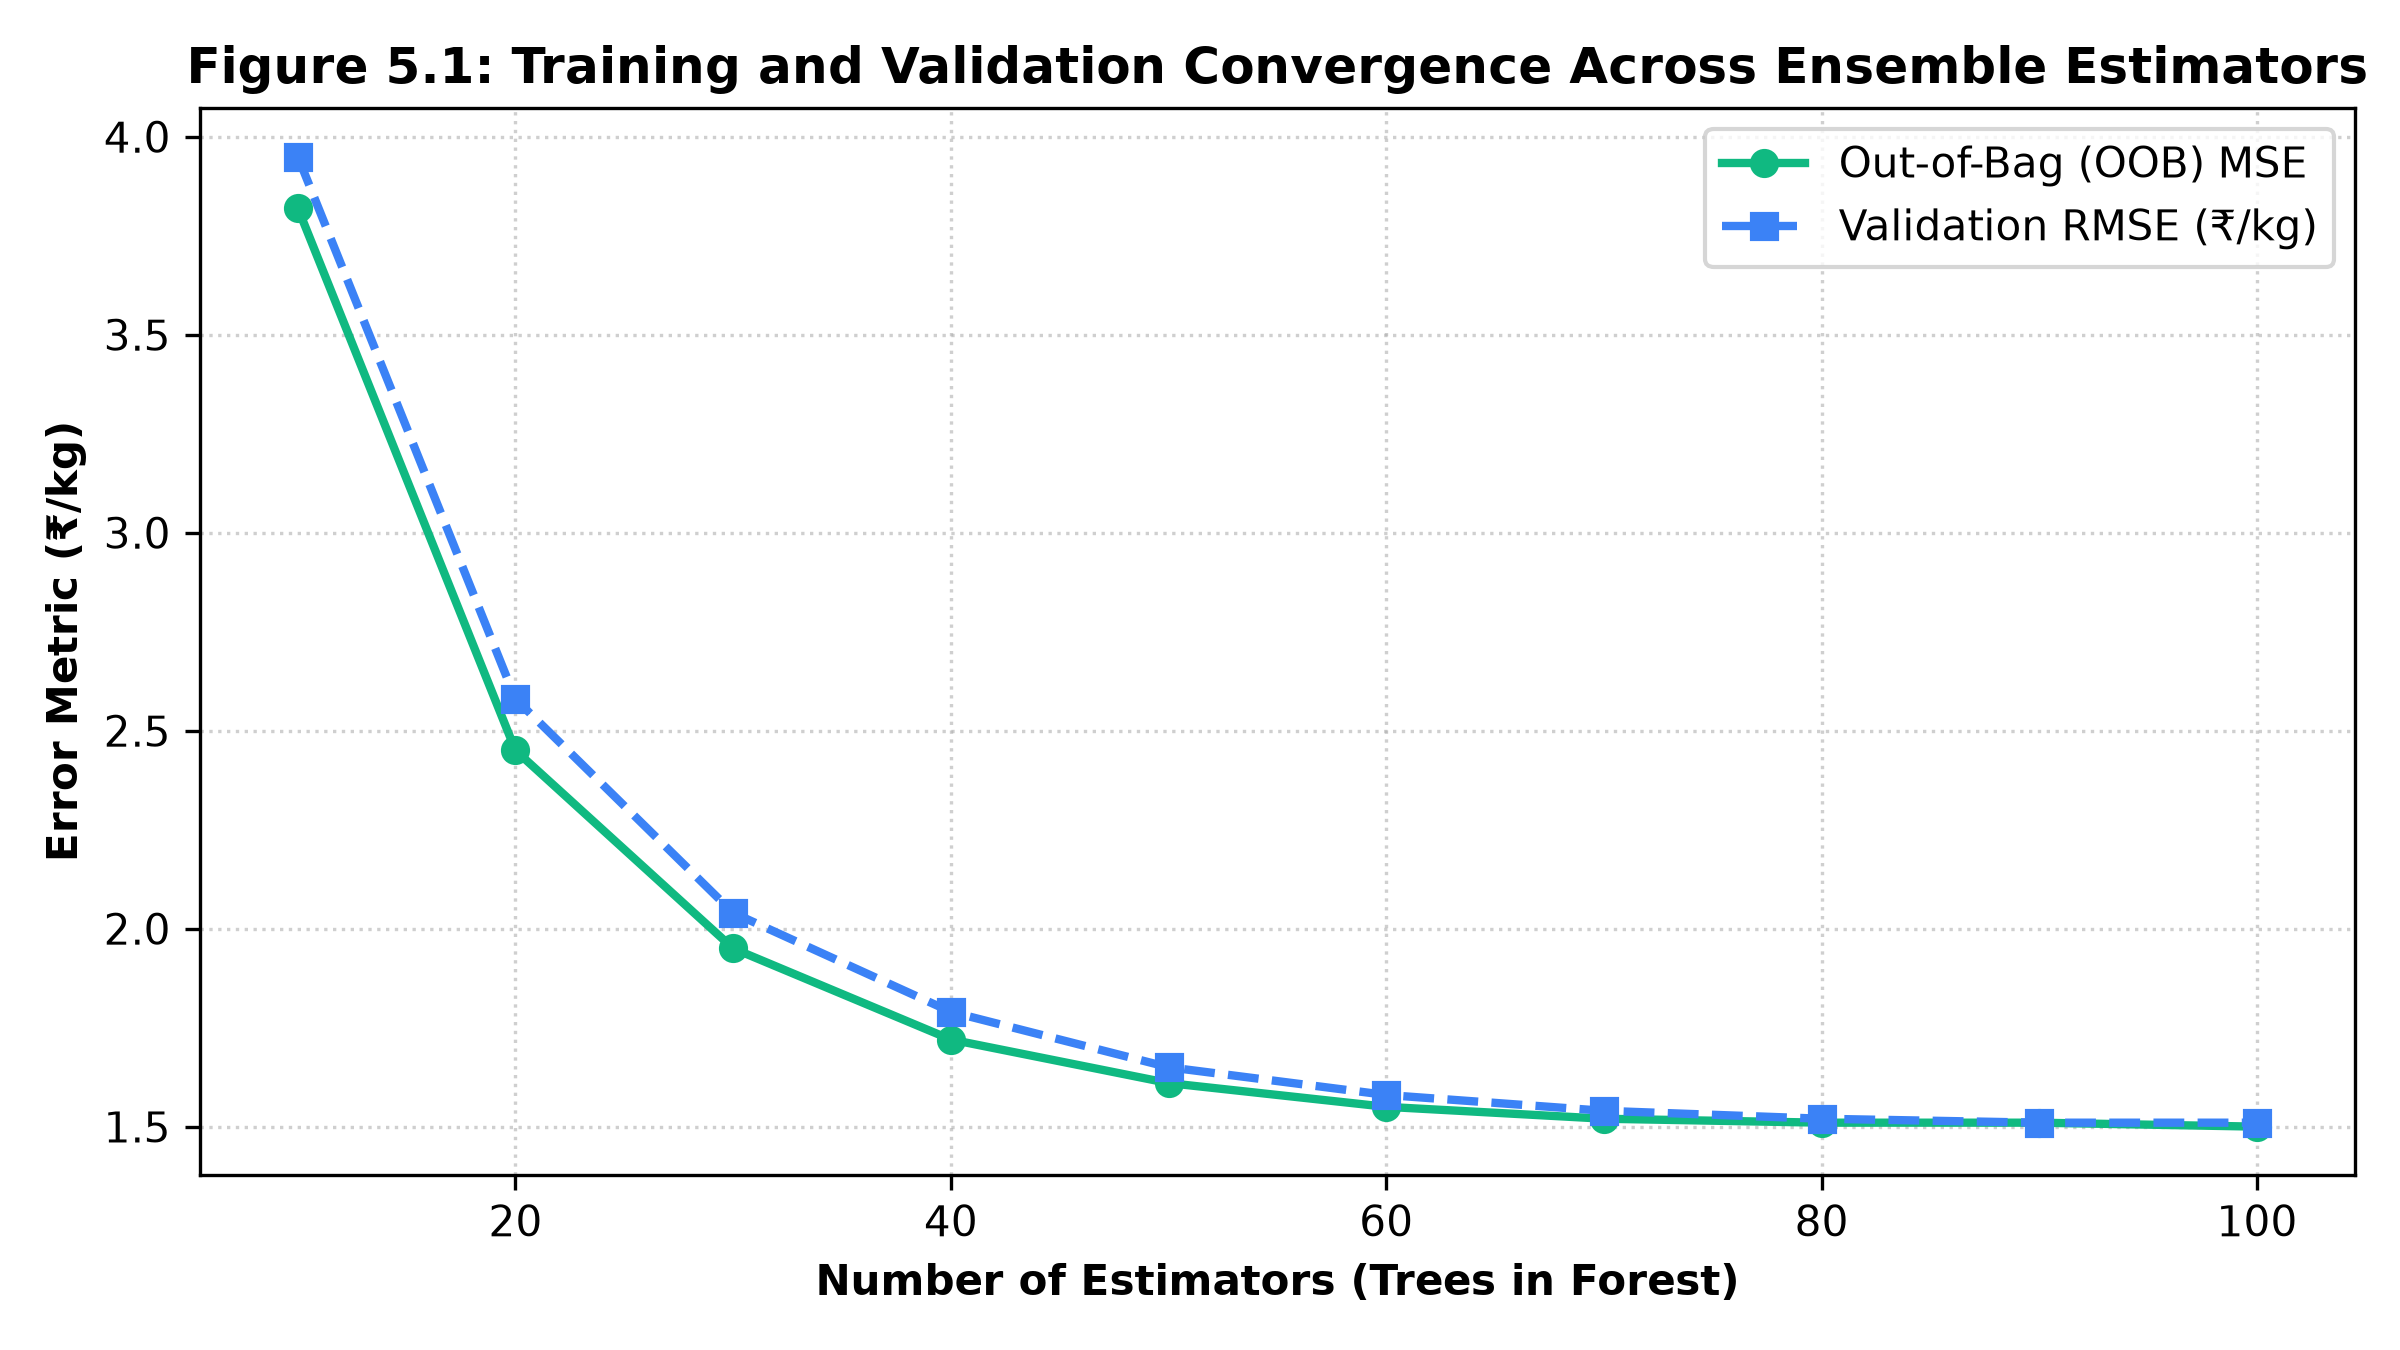 Figure 5.1: Training and Validation Convergence Across Ensemble Estimators
Out-of-Bag (OOB) MSE
Validation RMSE (₹/kg)
Error Metric (₹/kg)
4.0
3.5
3.0
2.5
2.0
1.5
20 40 60 80 100
Number of Estimators (Trees in Forest)